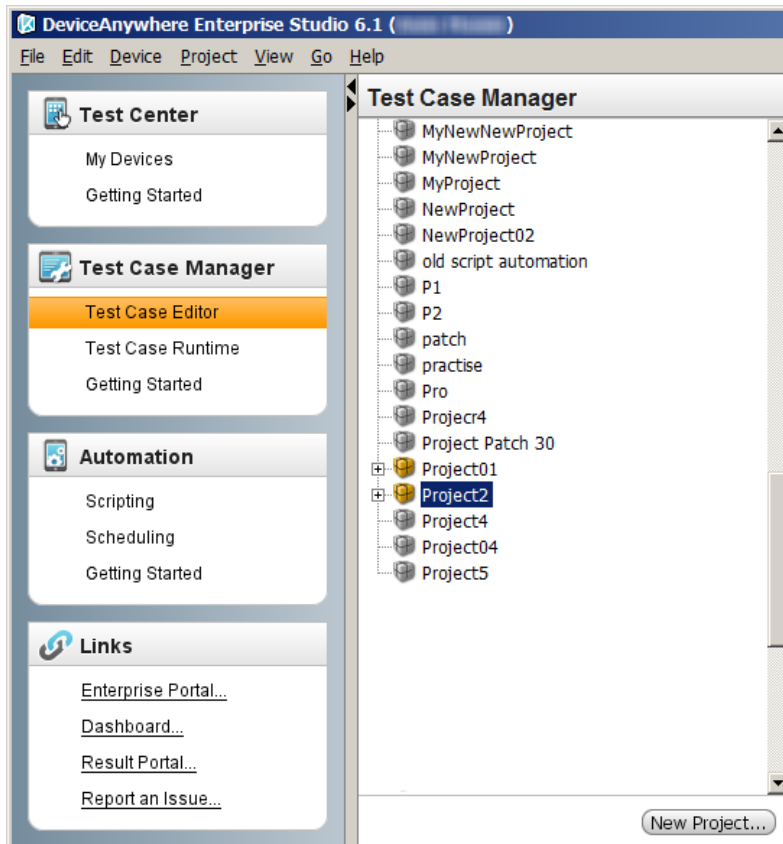 DeviceAnywhere Enterprise Studio 6.1 ( )
File Edit Device Project View Go Help
Test Center
My Devices
Getting Started
Test Case Manager
Test Case Editor
Test Case Runtime
Getting Started
Automation
Scripting
Scheduling
Getting Started
Links
Enterprise Portal...
Dashboard...
Result Portal...
Report an Issue...
Test Case Manager
MyNewNewProject
MyNewProject
MyProject
NewProject
NewProject02
old script automation
P1
P2
patch
practise
Pro
Projecr4
Project Patch 30
Project01
Project2
Project4
Project04
Project5
New Project...